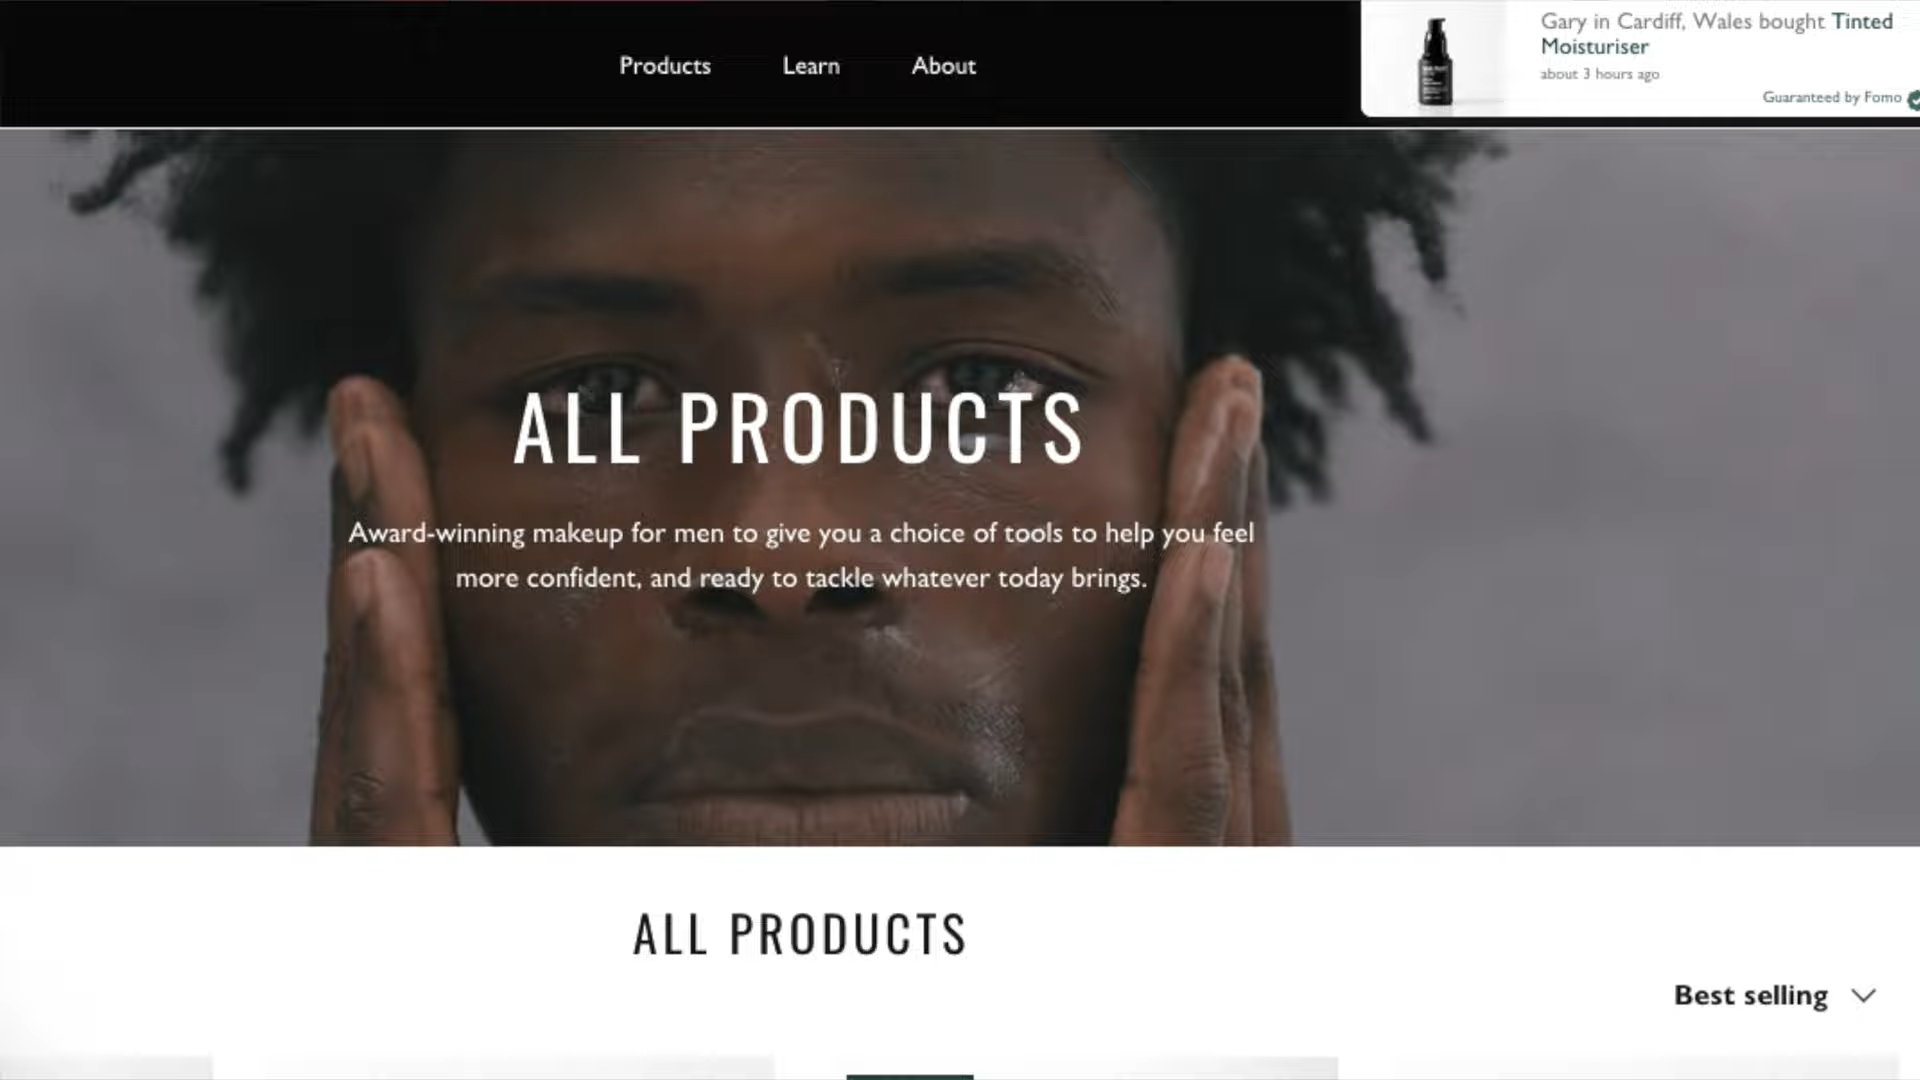 Products
Learn
About
Gary in Cardiff, Wales bought Tinted
Moisturiser
about 3 hours ago
Guaranteed by Fomo
ALL PRODUCTS
Award-winning makeup for men to give you a choice of tools to help you feel
more confident, and ready to tackle whatever today brings.
ALL PRODUCTS
Best selling